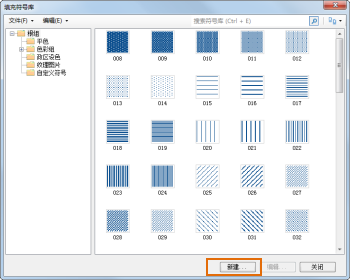 填充符号库
文件(F) 编辑(E) 搜索符号库 (Ctrl + E)
根组
平色
色彩组
政区设色
纹理图片
自定义符号
008 009 010 011 012
013 014 015 016 017
018 019 020 021 022
023 024 025 026 027
028 029 030 031 032
新建... 编辑... 关闭